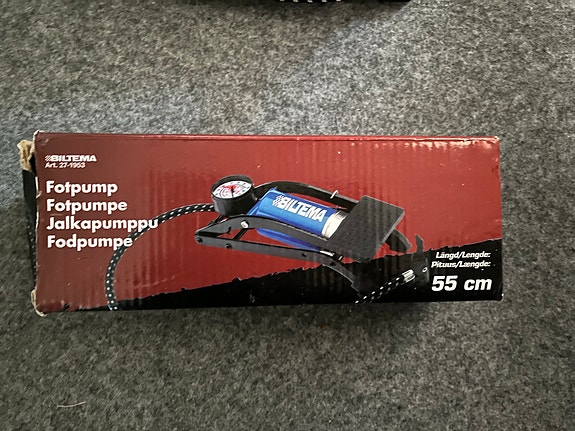 BILTEMA
Art. 27-1953
Fotpump
Fotpumpe
Jalkapumppu
Fodpumpe
BILTEMA
Längd/Lengde:
Pituus/Længde:
55 cm